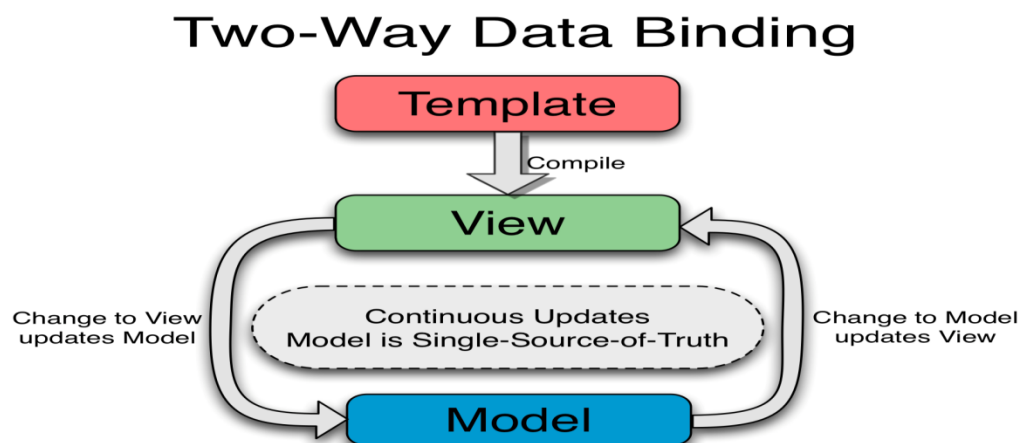 Two-Way Data Binding
Template
Compile
View
Change to View
updates Model
Continuous Updates
Model is Single-Source-of-Truth
Change to Model
updates View
Model